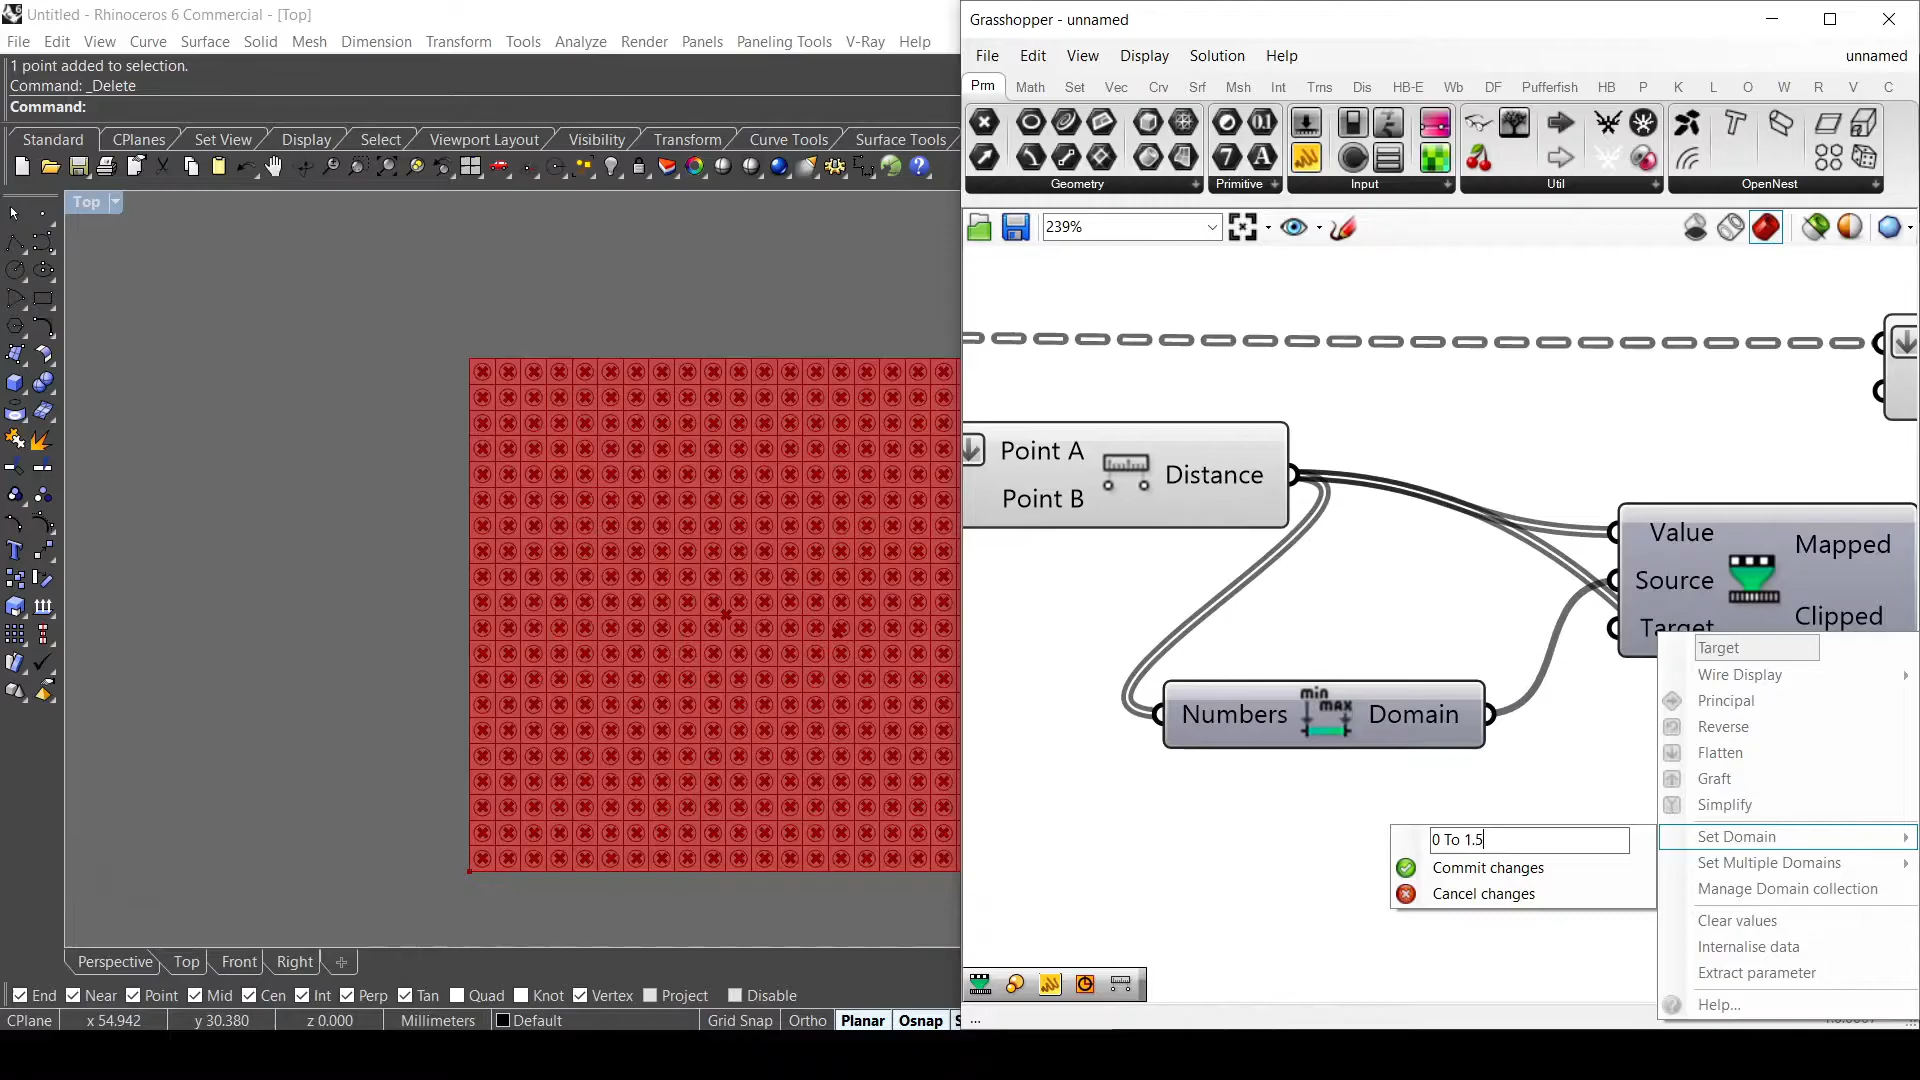 Untitled - Rhinoceros 6 Commercial - [Top]
File Edit View Curve Surface Solid Mesh Dimension Transform Tools Analyze Render Panels Paneling Tools V-Ray Help
1 point added to selection.
Command: _Delete
Command:
Standard CPlanes Set View Display Select Viewport Layout Visibility Transform Curve Tools Surface Tools
Top
Perspective Top Front Right
End Near Point Mid Cen Int Perp Tan Quad Knot Vertex Project Disable
CPlane x 54.942 y 30.380 z 0.000 Millimeters Default Grid Snap Ortho Planar Osnap S
Grasshopper - unnamed
File Edit View Display Solution Help unnamed
Prm Math Set Vec Crv Srf Msh Int Trns Dis HB-E Wb DF Pufferfish HB P K L O W R V C
Geometry Primitive Input Util OpenNest
239%
Point A
Point B
Distance
Value
Source
Target
Mapped
Clipped
Numbers
min
MAX
Domain
Target
Wire Display
Principal
Reverse
Flatten
Graft
Simplify
Set Domain
Set Multiple Domains
Manage Domain collection
Clear values
Internalise data
Extract parameter
Help...
0 To 1.5
Commit changes
Cancel changes
...